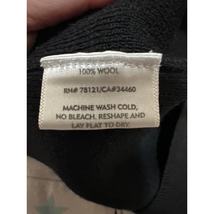 100% WOOL
RN# 78121/CA#34460
MACHINE WASH COLD,
NO BLEACH. RESHAPE AND
LAY FLAT TO DRY.